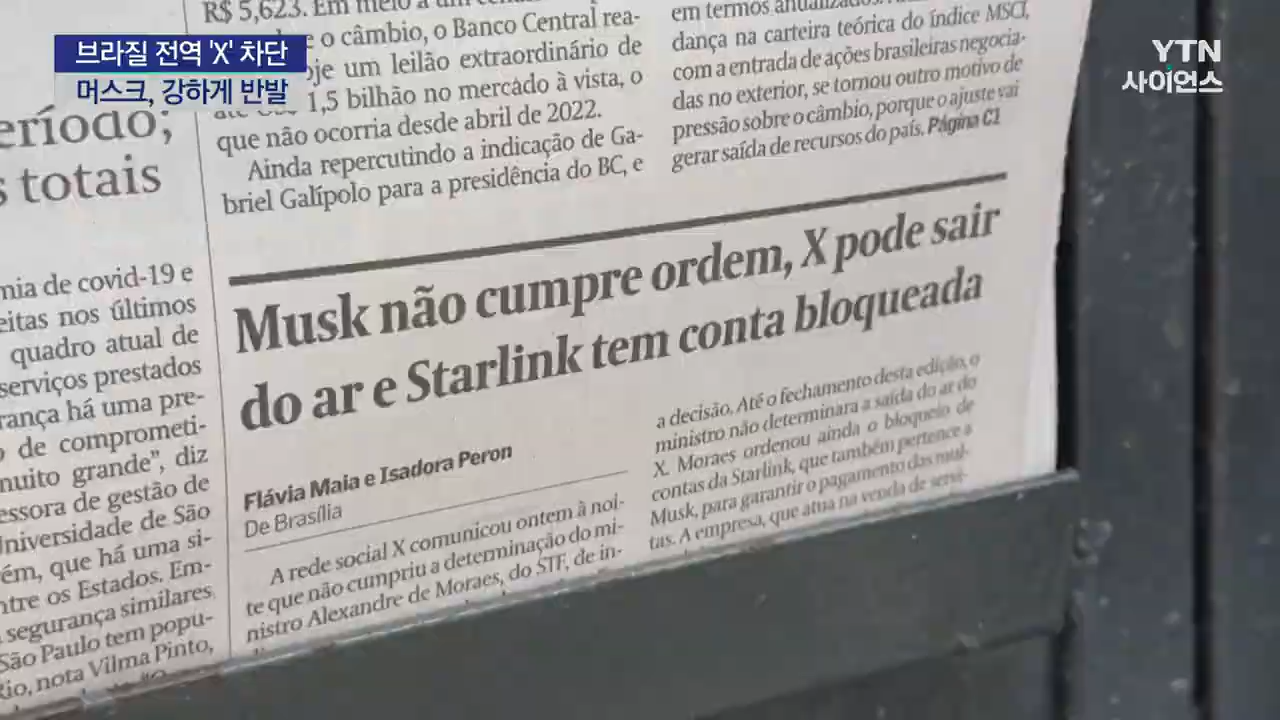 브라질 전역 'X' 차단
머스크, 강하게 반발
YTN
사이언스
eríodo;
s totais
mia de covid-19 e
eitas nos últimos
quadro atual de
serviços prestados
rança há uma pre-
o de comprometi-
nuito grande”, diz
essora de gestão de
Universidade de São
ém, que há uma si-
ntre os Estados. Em-
segurança similares
São Paulo tem popu-
Rio, nota Vilma Pinto,
R$ 5,623. Em meio a um
e o câmbio, o Banco Central rea-
oje um leilão extraordinário de
1,5 bilhão no mercado à vista, o
que não ocorria desde abril de 2022.
Ainda repercutindo a indicação de Ga-
briel Galípolo para a presidência do BC, e
em termos anualizados.
dança na carteira teórica do índice MSCI,
com a entrada de ações brasileiras negocia-
das no exterior, se tornou outro motivo de
pressão sobre o câmbio, porque o ajuste vai
gerar saída de recursos do país. Página C1
Musk não cumpre ordem, X pode sair
do ar e Starlink tem conta bloqueada
Flávia Maia e Isadora Peron
De Brasília
A rede social X comunicou ontem à noi-
te que não cumpriu a determinação do mi-
nistro Alexandre de Moraes, do STF, de in-
a decisão. Até o fechamento desta edição, o
ministro não determinara a saída do ar do
X. Moraes ordenou ainda o bloqueio de
contas da Starlink, que também pertence a
Musk, para garantir o pagamento das mul-
tas. A empresa, que atua na venda de servi-